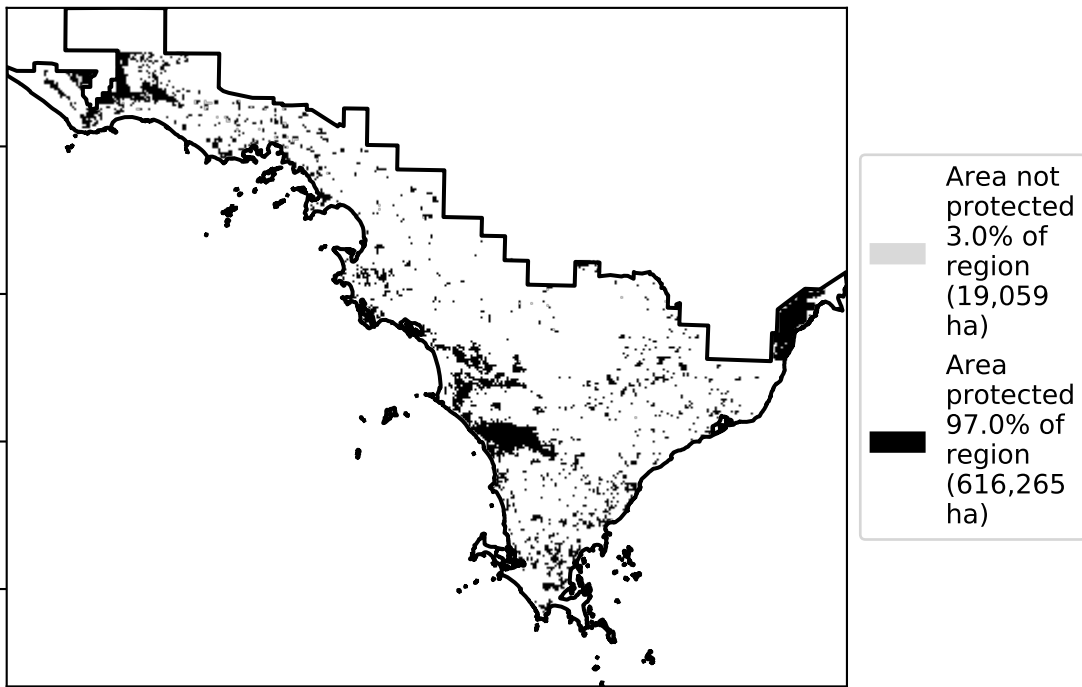 Area not
protected
3.0% of
region
(19,059
ha)
Area
protected
97.0% of
region
(616,265
ha)